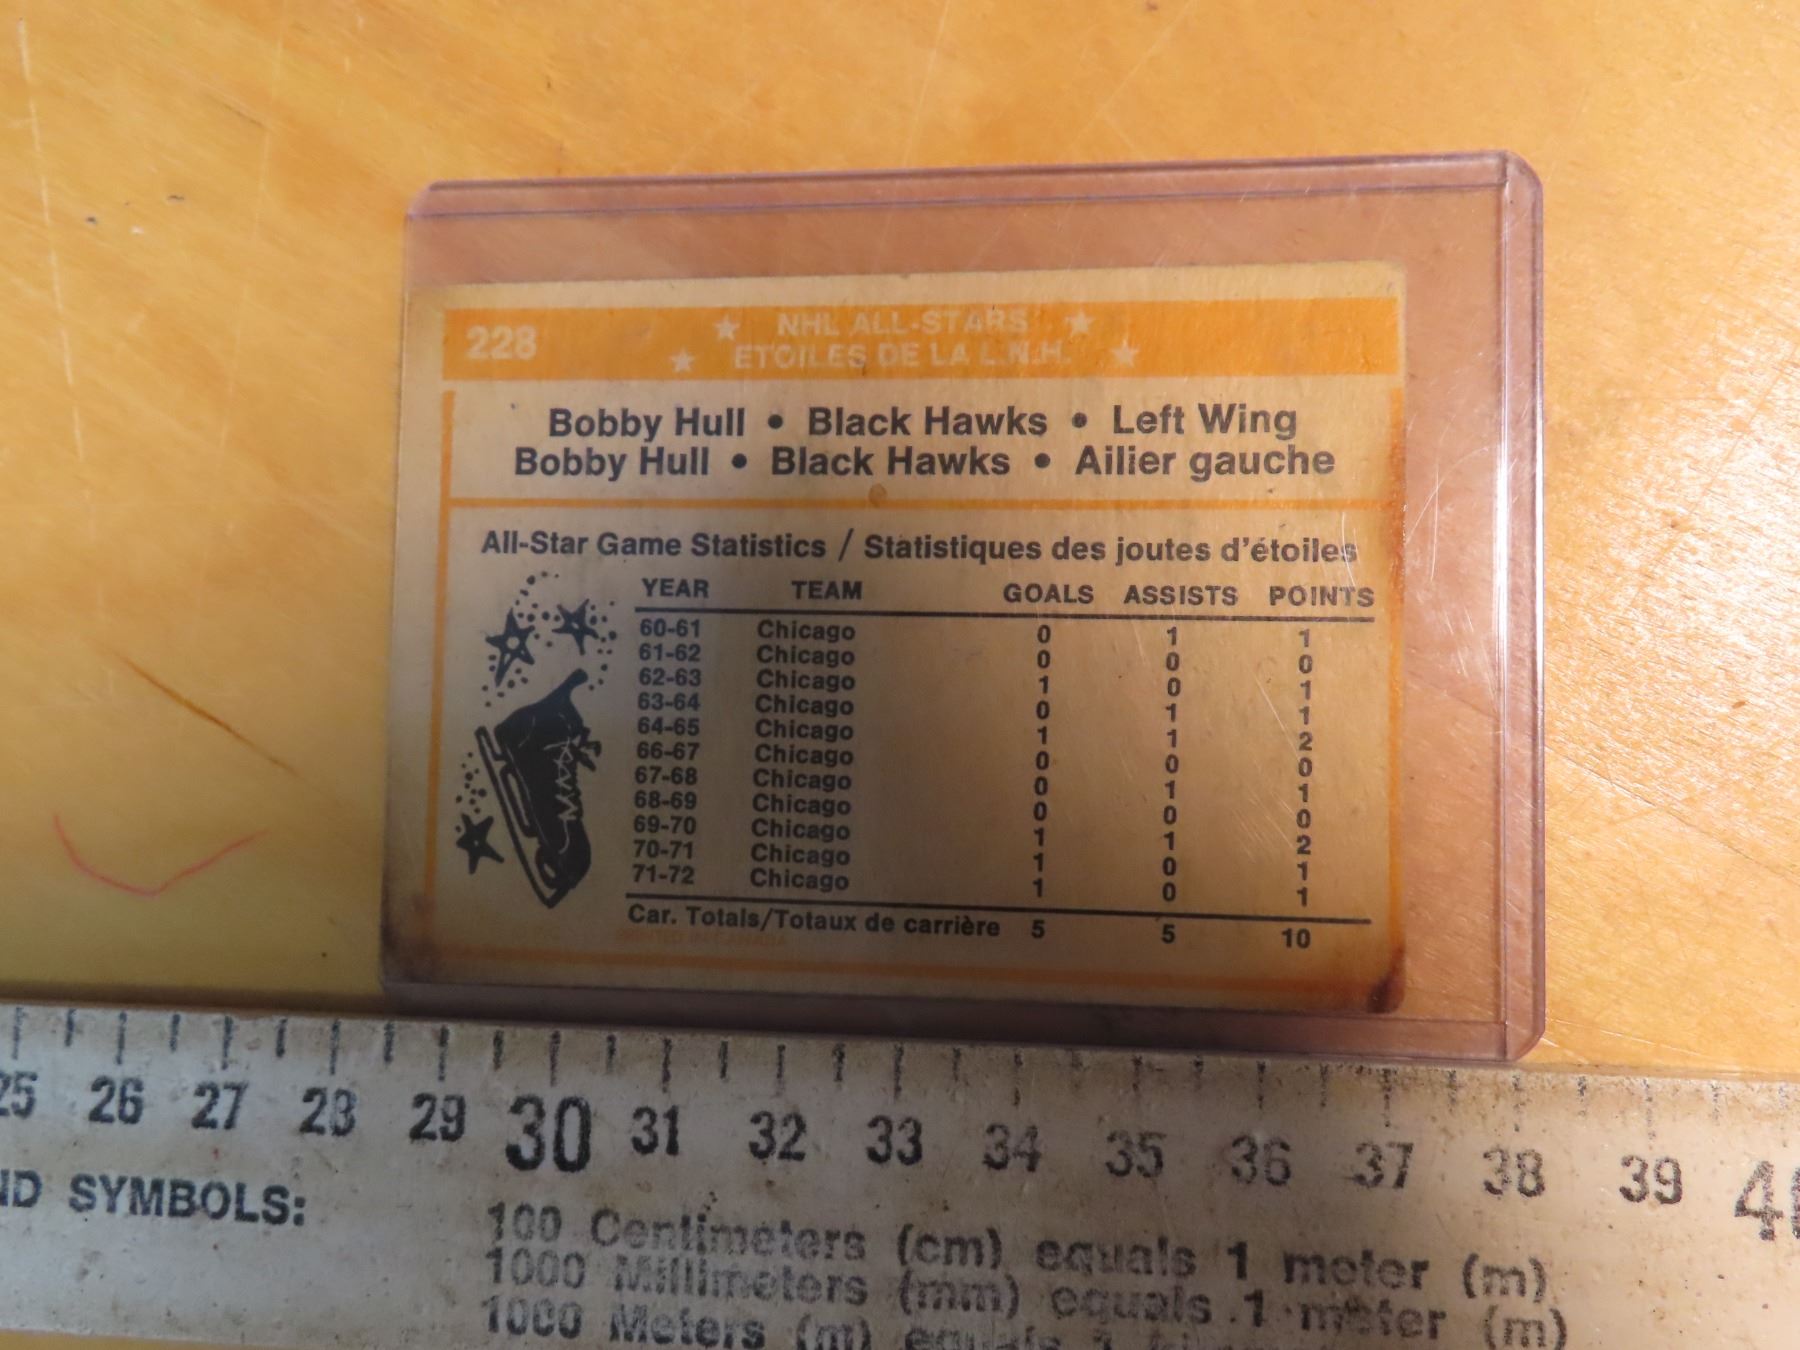 228
NHL ALL-STARS
ETOILES DE LA L.N.H.
Bobby Hull • Black Hawks • Left Wing
Bobby Hull • Black Hawks • Ailier gauche
All-Star Game Statistics / Statistiques des joutes d'étoiles
YEAR TEAM GOALS ASSISTS POINTS
60-61 Chicago 0 1 1
61-62 Chicago 0 0 0
62-63 Chicago 1 0 1
63-64 Chicago 0 1 1
64-65 Chicago 1 1 2
66-67 Chicago 0 0 0
67-68 Chicago 0 1 1
68-69 Chicago 0 0 0
69-70 Chicago 1 1 2
70-71 Chicago 1 0 1
71-72 Chicago 1 0 1
Car. Totals/Totaux de carrière 5 5 10
PRINTED IN CANADA
25 26 27 28 29 30 31 32 33 34 35 36 37 38 39
SYMBOLS:
100 Centimeters (cm) equals 1 meter (m)
1000 Millimeters (mm) equals 1 meter (m)
1000 Meters (m) equals 1